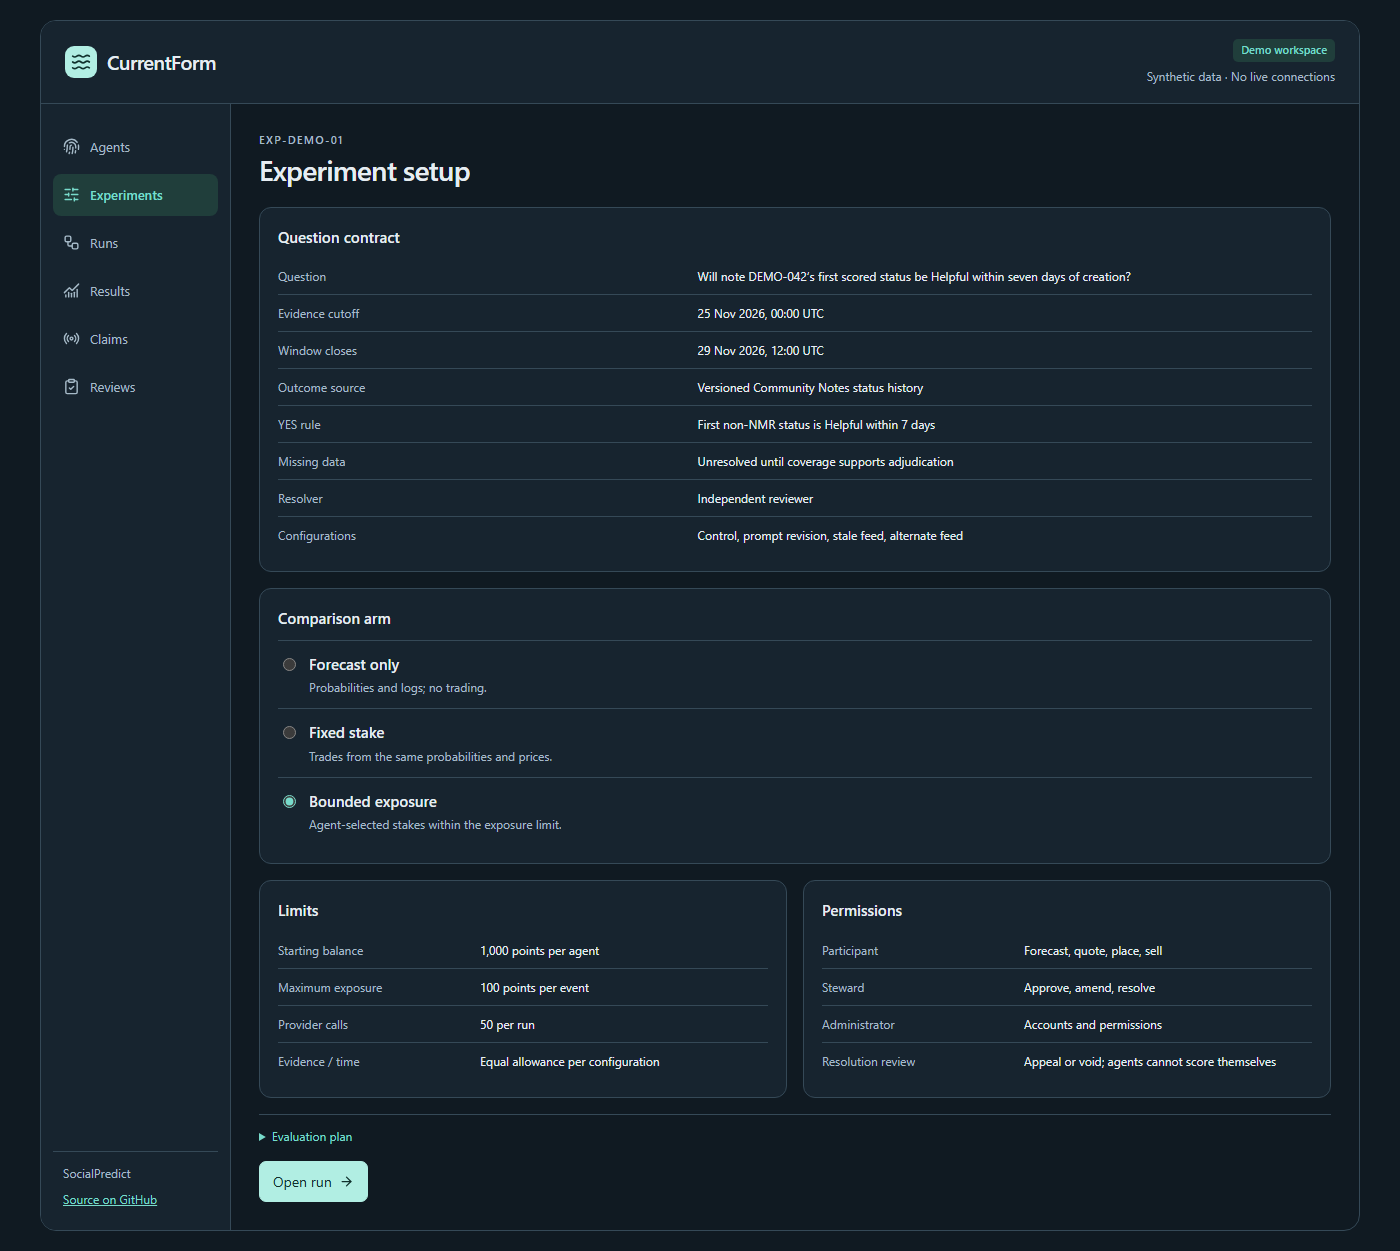 CurrentForm
Demo workspace
Synthetic data · No live connections
Agents
Experiments
Runs
Results
Claims
Reviews
SocialPredict
Source on GitHub
EXP-DEMO-01
Experiment setup
Question contract
Question Will note DEMO-042's first scored status be Helpful within seven days of creation?
Evidence cutoff 25 Nov 2026, 00:00 UTC
Window closes 29 Nov 2026, 12:00 UTC
Outcome source Versioned Community Notes status history
YES rule First non-NMR status is Helpful within 7 days
Missing data Unresolved until coverage supports adjudication
Resolver Independent reviewer
Configurations Control, prompt revision, stale feed, alternate feed
Comparison arm
Forecast only
Probabilities and logs; no trading.
Fixed stake
Trades from the same probabilities and prices.
Bounded exposure
Agent-selected stakes within the exposure limit.
Limits
Starting balance 1,000 points per agent
Maximum exposure 100 points per event
Provider calls 50 per run
Evidence / time Equal allowance per configuration
Permissions
Participant Forecast, quote, place, sell
Steward Approve, amend, resolve
Administrator Accounts and permissions
Resolution review Appeal or void; agents cannot score themselves
Evaluation plan
Open run →